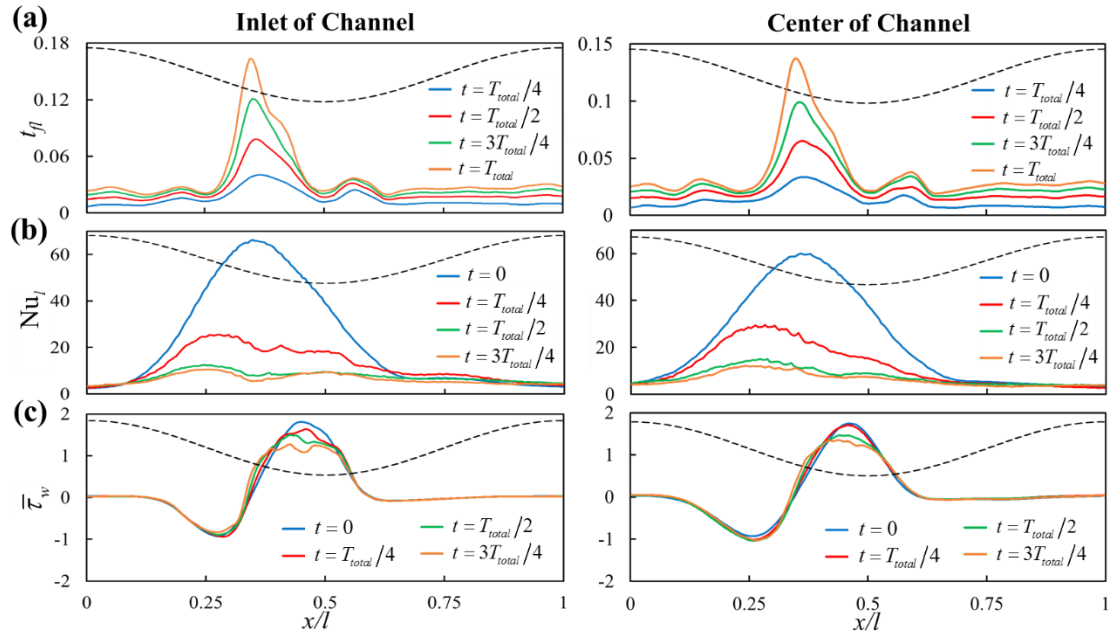 Inlet of Channel
Center of Channel
(a)
0.18
0.12
0.06
0
t_fl
t = T_total/4
t = T_total/2
t = 3T_total/4
t = T_total
0.15
0.1
0.05
0
t = T_total/4
t = T_total/2
t = 3T_total/4
t = T_total
(b)
60
40
20
0
Nu_l
t = 0
t = T_total/4
t = T_total/2
t = 3T_total/4
60
40
20
0
t = 0
t = T_total/4
t = T_total/2
t = 3T_total/4
(c)
2
1
0
-1
-2
τ̅_w
t = 0
t = T_total/2
t = T_total/4
t = 3T_total/4
0
0.25
0.5
0.75
1
x/l
2
1
0
-1
-2
t = 0
t = T_total/2
t = T_total/4
t = 3T_total/4
0
0.25
0.5
0.75
1
x/l